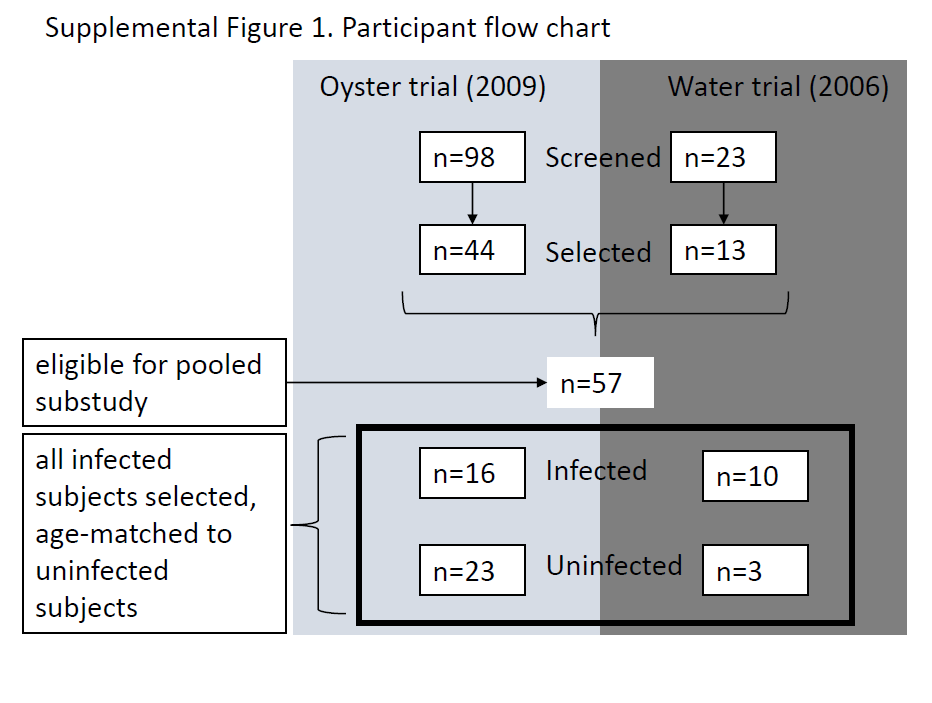 Supplemental Figure 1. Participant flow chart
Oyster trial (2009)
Water trial (2006)
n=98
Screened
n=23
n=44
Selected
n=13
eligible for pooled
substudy
n=57
all infected
subjects selected,
age-matched to
uninfected
subjects
n=16
Infected
n=10
n=23
Uninfected
n=3